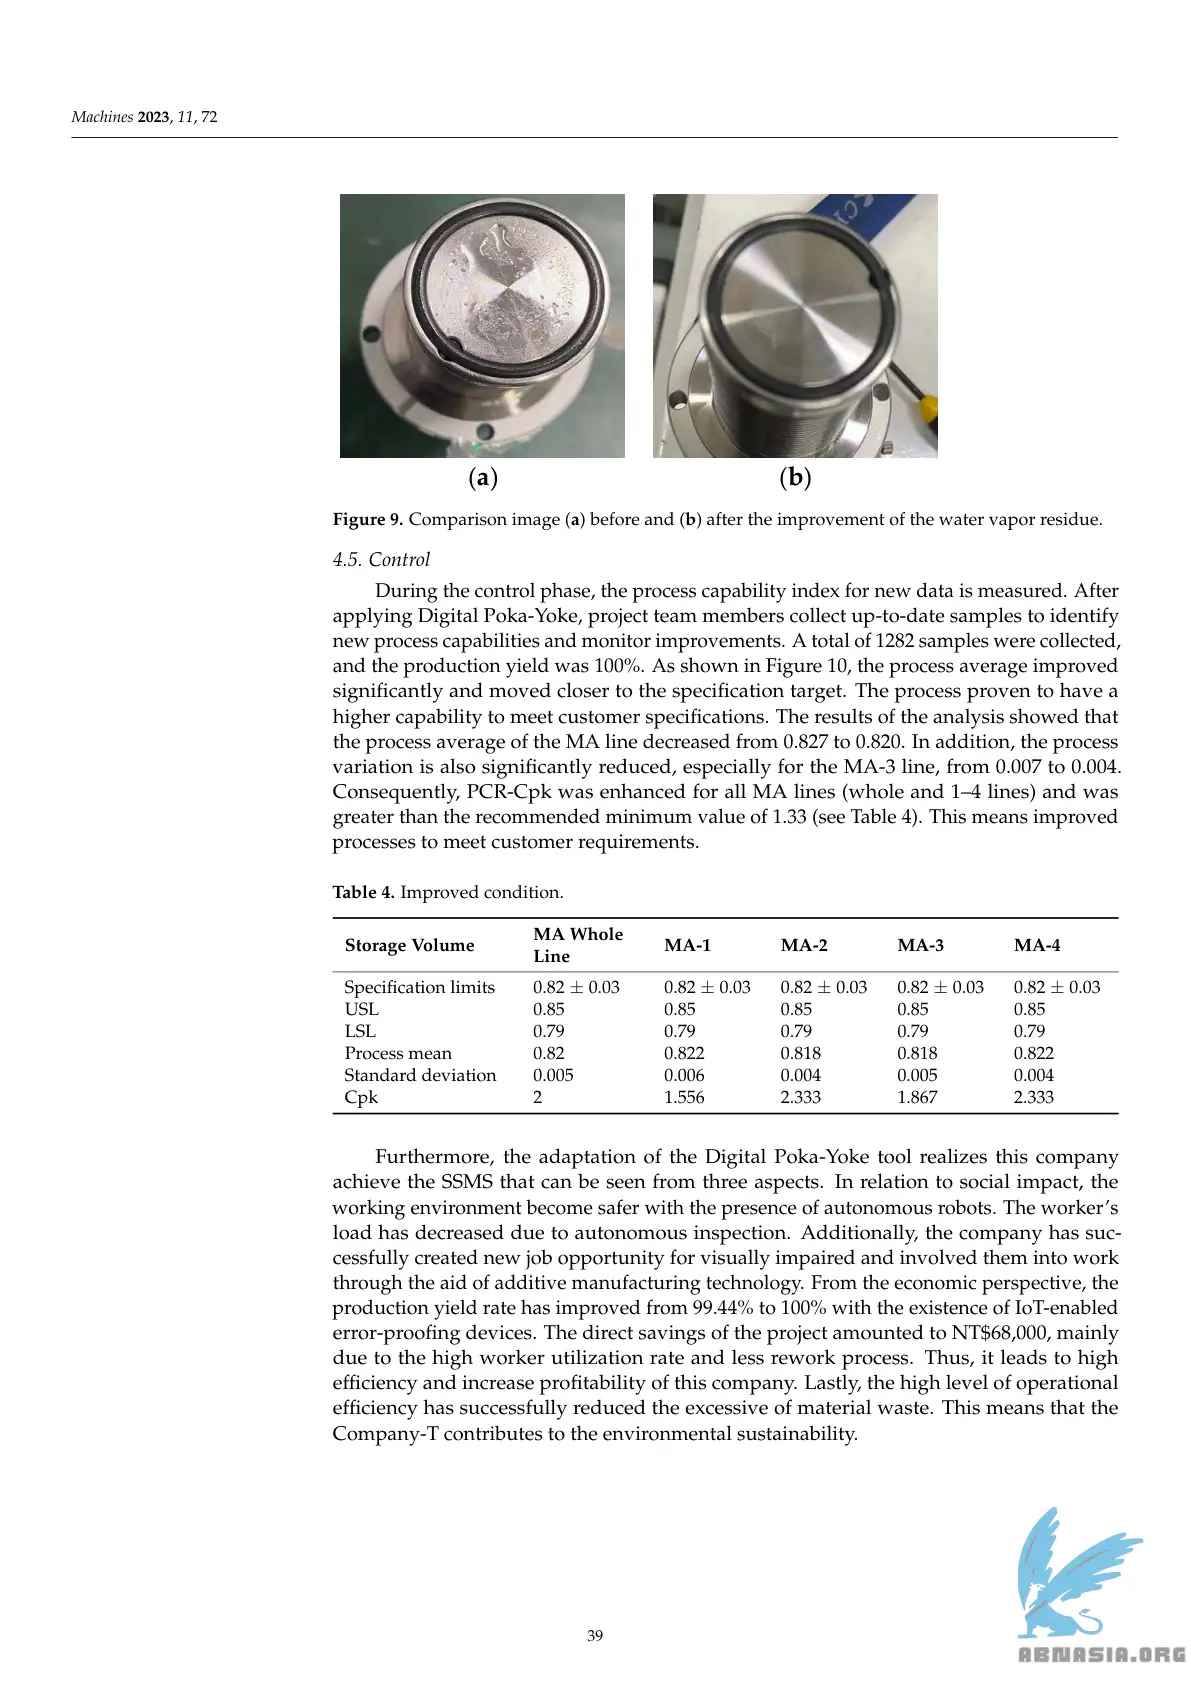 Machines 2023, 11, 72
(a)
(b)
Figure 9. Comparison image (a) before and (b) after the improvement of the water vapor residue.
4.5. Control
During the control phase, the process capability index for new data is measured. After
applying Digital Poka-Yoke, project team members collect up-to-date samples to identify
new process capabilities and monitor improvements. A total of 1282 samples were collected,
and the production yield was 100%. As shown in Figure 10, the process average improved
significantly and moved closer to the specification target. The process proven to have a
higher capability to meet customer specifications. The results of the analysis showed that
the process average of the MA line decreased from 0.827 to 0.820. In addition, the process
variation is also significantly reduced, especially for the MA-3 line, from 0.007 to 0.004.
Consequently, PCR-Cpk was enhanced for all MA lines (whole and 1–4 lines) and was
greater than the recommended minimum value of 1.33 (see Table 4). This means improved
processes to meet customer requirements.
Table 4. Improved condition.
Storage Volume MA Whole Line MA-1 MA-2 MA-3 MA-4
Specification limits 0.82 ± 0.03 0.82 ± 0.03 0.82 ± 0.03 0.82 ± 0.03 0.82 ± 0.03
USL 0.85 0.85 0.85 0.85 0.85
LSL 0.79 0.79 0.79 0.79 0.79
Process mean 0.82 0.822 0.818 0.818 0.822
Standard deviation 0.005 0.006 0.004 0.005 0.004
Cpk 2 1.556 2.333 1.867 2.333
Furthermore, the adaptation of the Digital Poka-Yoke tool realizes this company
achieve the SSMS that can be seen from three aspects. In relation to social impact, the
working environment become safer with the presence of autonomous robots. The worker's
load has decreased due to autonomous inspection. Additionally, the company has suc-
cessfully created new job opportunity for visually impaired and involved them into work
through the aid of additive manufacturing technology. From the economic perspective, the
production yield rate has improved from 99.44% to 100% with the existence of IoT-enabled
error-proofing devices. The direct savings of the project amounted to NT$68,000, mainly
due to the high worker utilization rate and less rework process. Thus, it leads to high
efficiency and increase profitability of this company. Lastly, the high level of operational
efficiency has successfully reduced the excessive of material waste. This means that the
Company-T contributes to the environmental sustainability.
39
ABNASIA.ORG